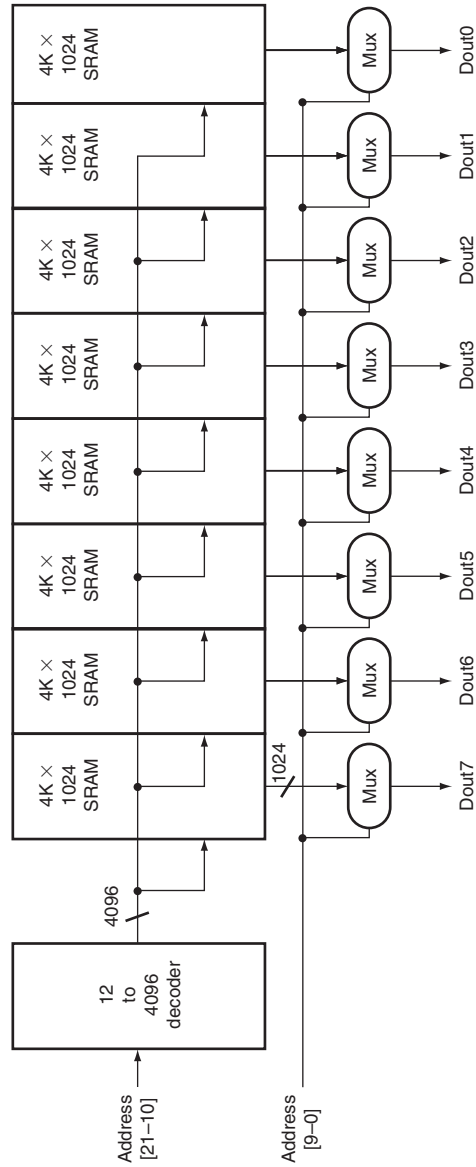 Address
[21–10]
12
to
4096
decoder
4096
4K ×
1024
SRAM
4K ×
1024
SRAM
4K ×
1024
SRAM
4K ×
1024
SRAM
4K ×
1024
SRAM
4K ×
1024
SRAM
4K ×
1024
SRAM
4K ×
1024
SRAM
Address
[9–0]
1024
Mux
Mux
Mux
Mux
Mux
Mux
Mux
Mux
Dout7
Dout6
Dout5
Dout4
Dout3
Dout2
Dout1
Dout0